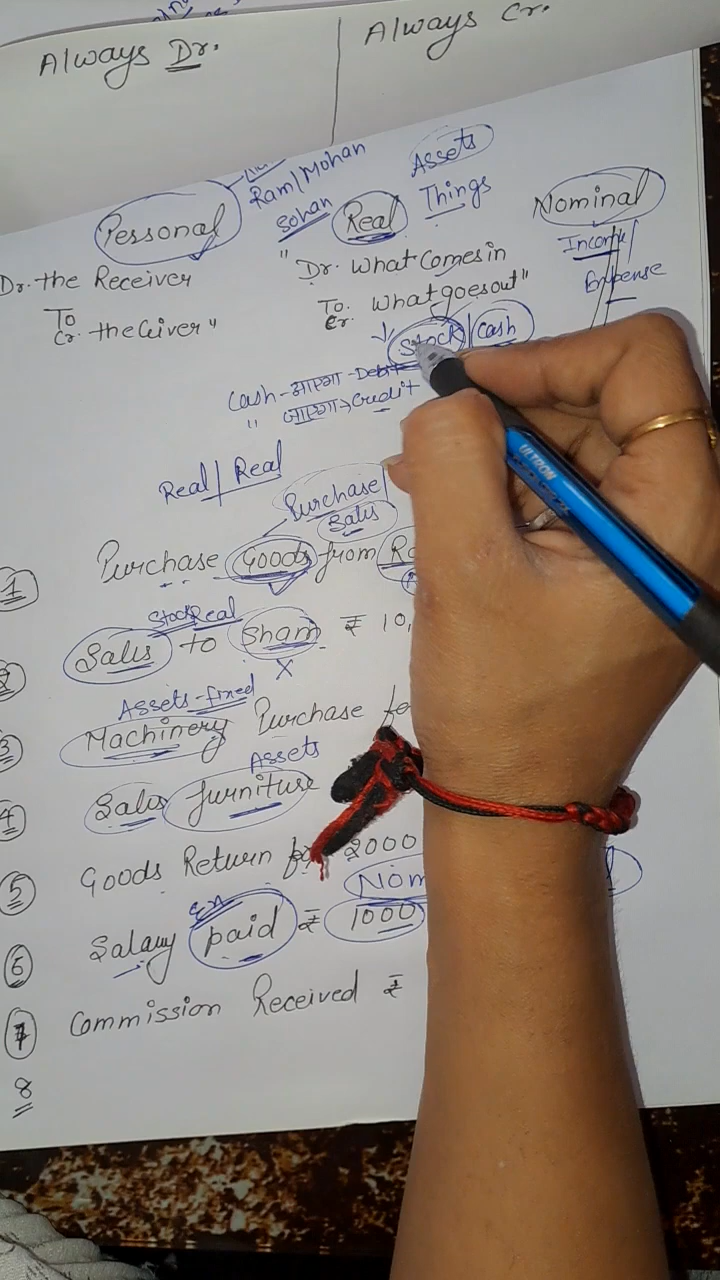 Always Dr.
Always Cr.
Personal
Ram/Mohan
Sohan
Real
Assets
Things
Nominal
Income/
Expense
Dr. the Receiver
To
Cr. the Giver"
"Dr. What Comes in
To
Cr. What goes out"
Stock/Cash
Cash - आएगा - Debit
" जाएगा → Credit
Real/Real
Purchase/
Sales
1 Purchase Goods from
Stock Real
2 Sales to Sham ₹ 10,
X
Assets-fixed
3 Machinery Purchase
Assets
4 Sales furniture
5 Goods Return for 2000
Nom
6 Salary paid ₹ 1000
7 Commission Received ₹
8
ULTRON